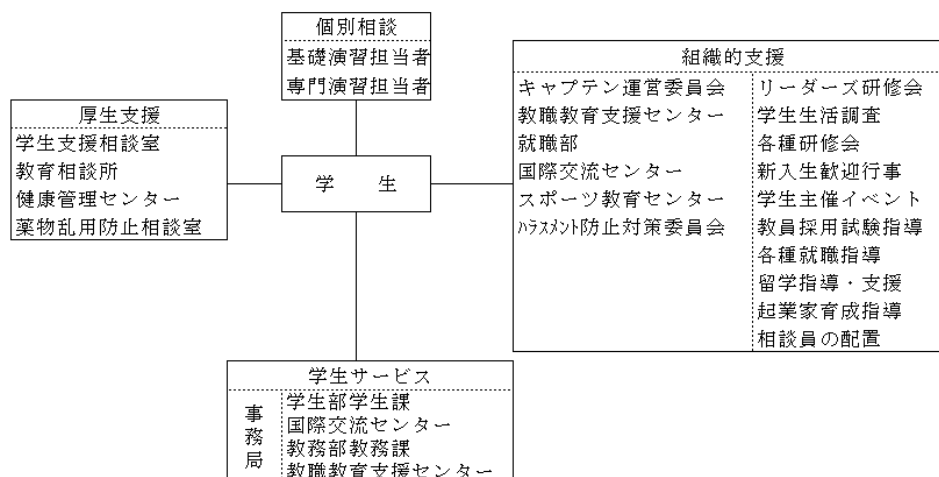 個別相談
基礎演習担当者
専門演習担当者
厚生支援
学生支援相談室
教育相談所
健康管理センター
薬物乱用防止相談室
学　生
組織的支援
キャプテン運営委員会
教職教育支援センター
就職部
国際交流センター
スポーツ教育センター
ﾊﾗｽﾒﾝﾄ防止対策委員会
リーダーズ研修会
学生生活調査
各種研修会
新入生歓迎行事
学生主催イベント
教員採用試験指導
各種就職指導
留学指導・支援
起業家育成指導
相談員の配置
学生サービス
事務局
学生部学生課
国際交流センター
教務部教務課
教職教育支援センター